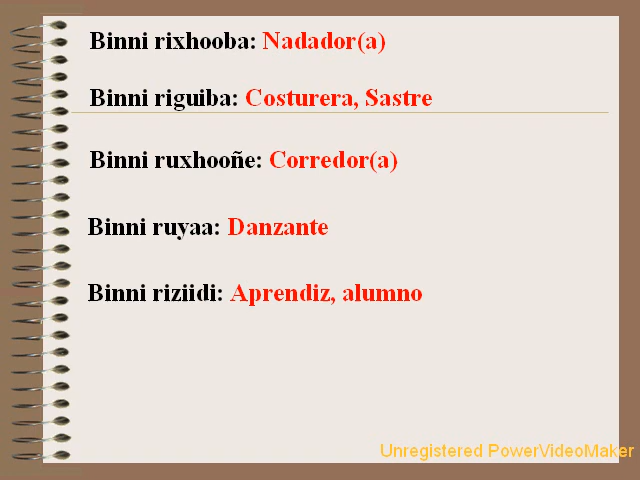 Binni rixhooba: Nadador(a)
Binni riguiba: Costurera, Sastre
Binni ruxhooñe: Corredor(a)
Binni ruyaa: Danzante
Binni riziidi: Aprendiz, alumno
Unregistered PowerVideoMaker